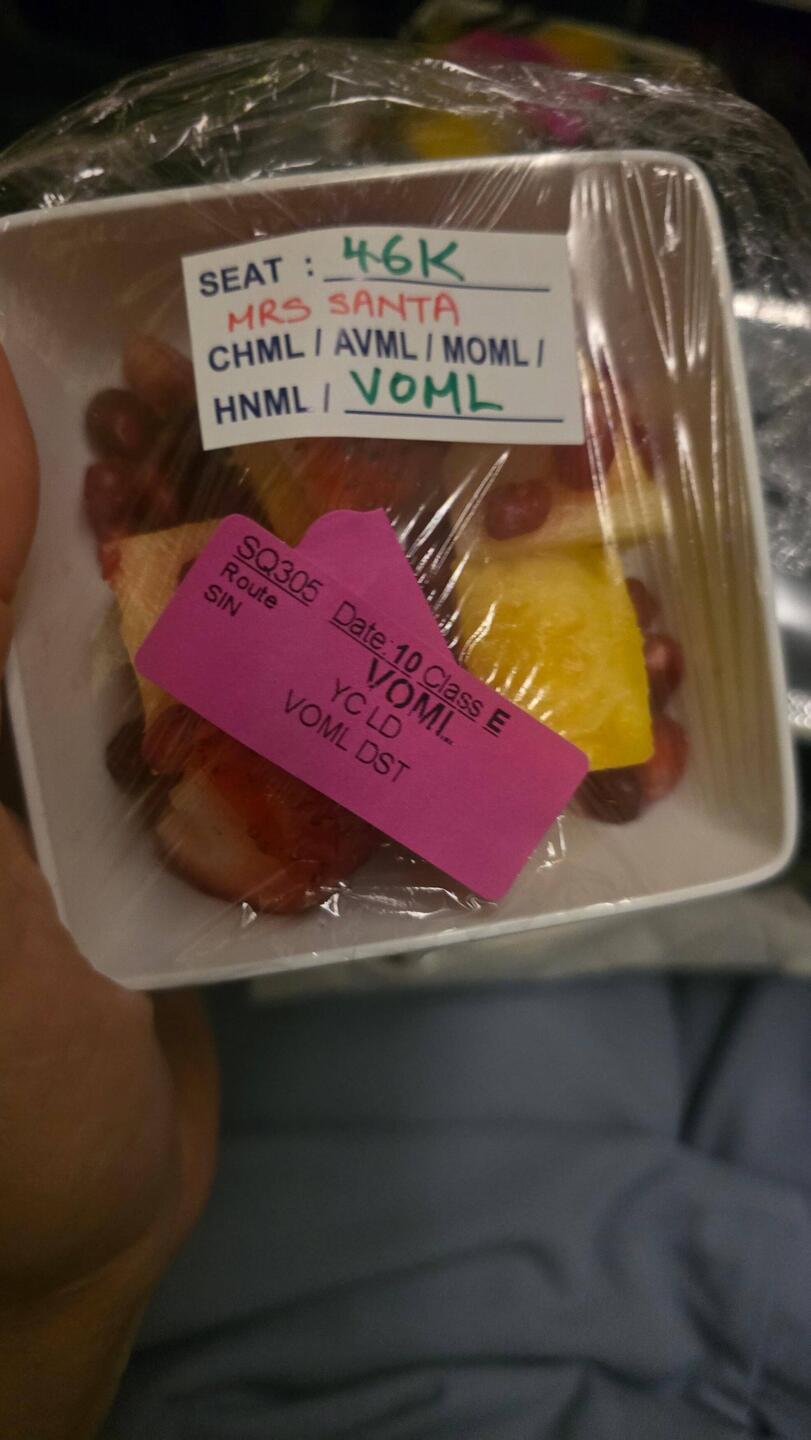 SEAT : 46K
MRS SANTA
CHML / AVML / MOML /
HNML / VOML
SQ305 Date: 10 Class E
Route
SIN
VOML
YC LD
VOML DST